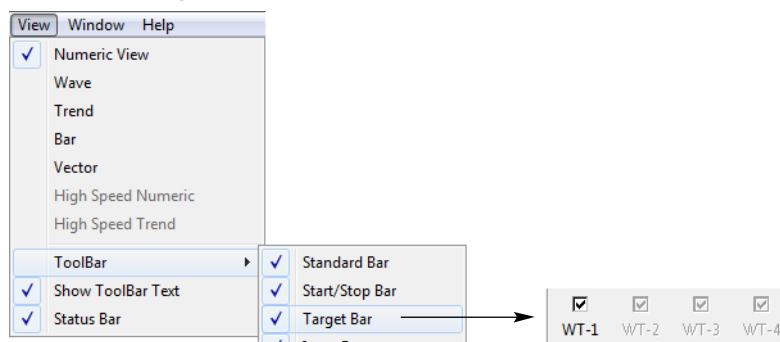 View Window Help
Numeric View
Wave
Trend
Bar
Vector
High Speed Numeric
High Speed Trend
ToolBar
Standard Bar
Show ToolBar Text
Start/Stop Bar
Status Bar
Target Bar
WT-1 WT-2 WT-3 WT-4